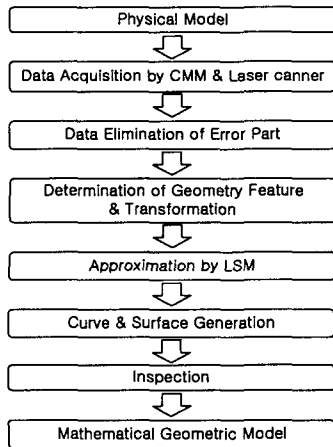 Physical Model
Data Acquisition by CMM & Laser canner
Data Elimination of Error Part
Determination of Geometry Feature
& Transformation
Approximation by LSM
Curve & Surface Generation
Inspection
Mathematical Geometric Model